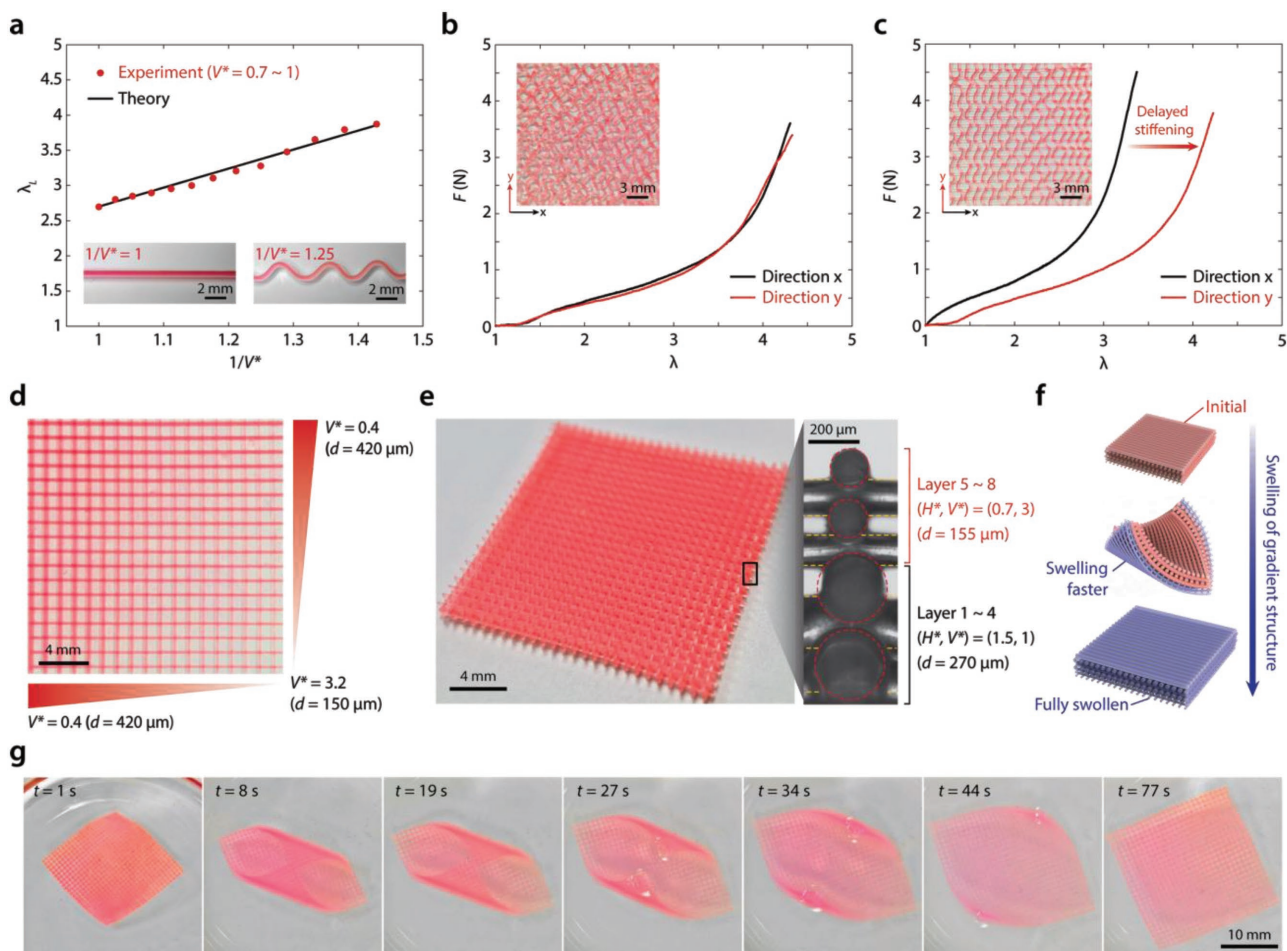 a
5
4.5
4
3.5
3
2.5
2
1.5
1
λL
Experiment (V* = 0.7 ~ 1)
Theory
1/V* = 1
2 mm
1/V* = 1.25
2 mm
1
1.1
1.2
1.3
1.4
1.5
1/V*
b
5
4
3
2
1
0
F (N)
y
x
3 mm
Direction x
Direction y
1
2
3
4
5
λ
c
5
4
3
2
1
0
F (N)
y
x
3 mm
Delayed
stiffening
Direction x
Direction y
1
2
3
4
5
λ
d
4 mm
V* = 0.4
(d = 420 μm)
V* = 3.2
(d = 150 μm)
V* = 0.4 (d = 420 μm)
e
4 mm
200 μm
Layer 5 ~ 8
(H*, V*) = (0.7, 3)
(d = 155 μm)
Layer 1 ~ 4
(H*, V*) = (1.5, 1)
(d = 270 μm)
f
Initial
Swelling
faster
Fully swollen
Swelling of gradient structure
g
t = 1 s
t = 8 s
t = 19 s
t = 27 s
t = 34 s
t = 44 s
t = 77 s
10 mm